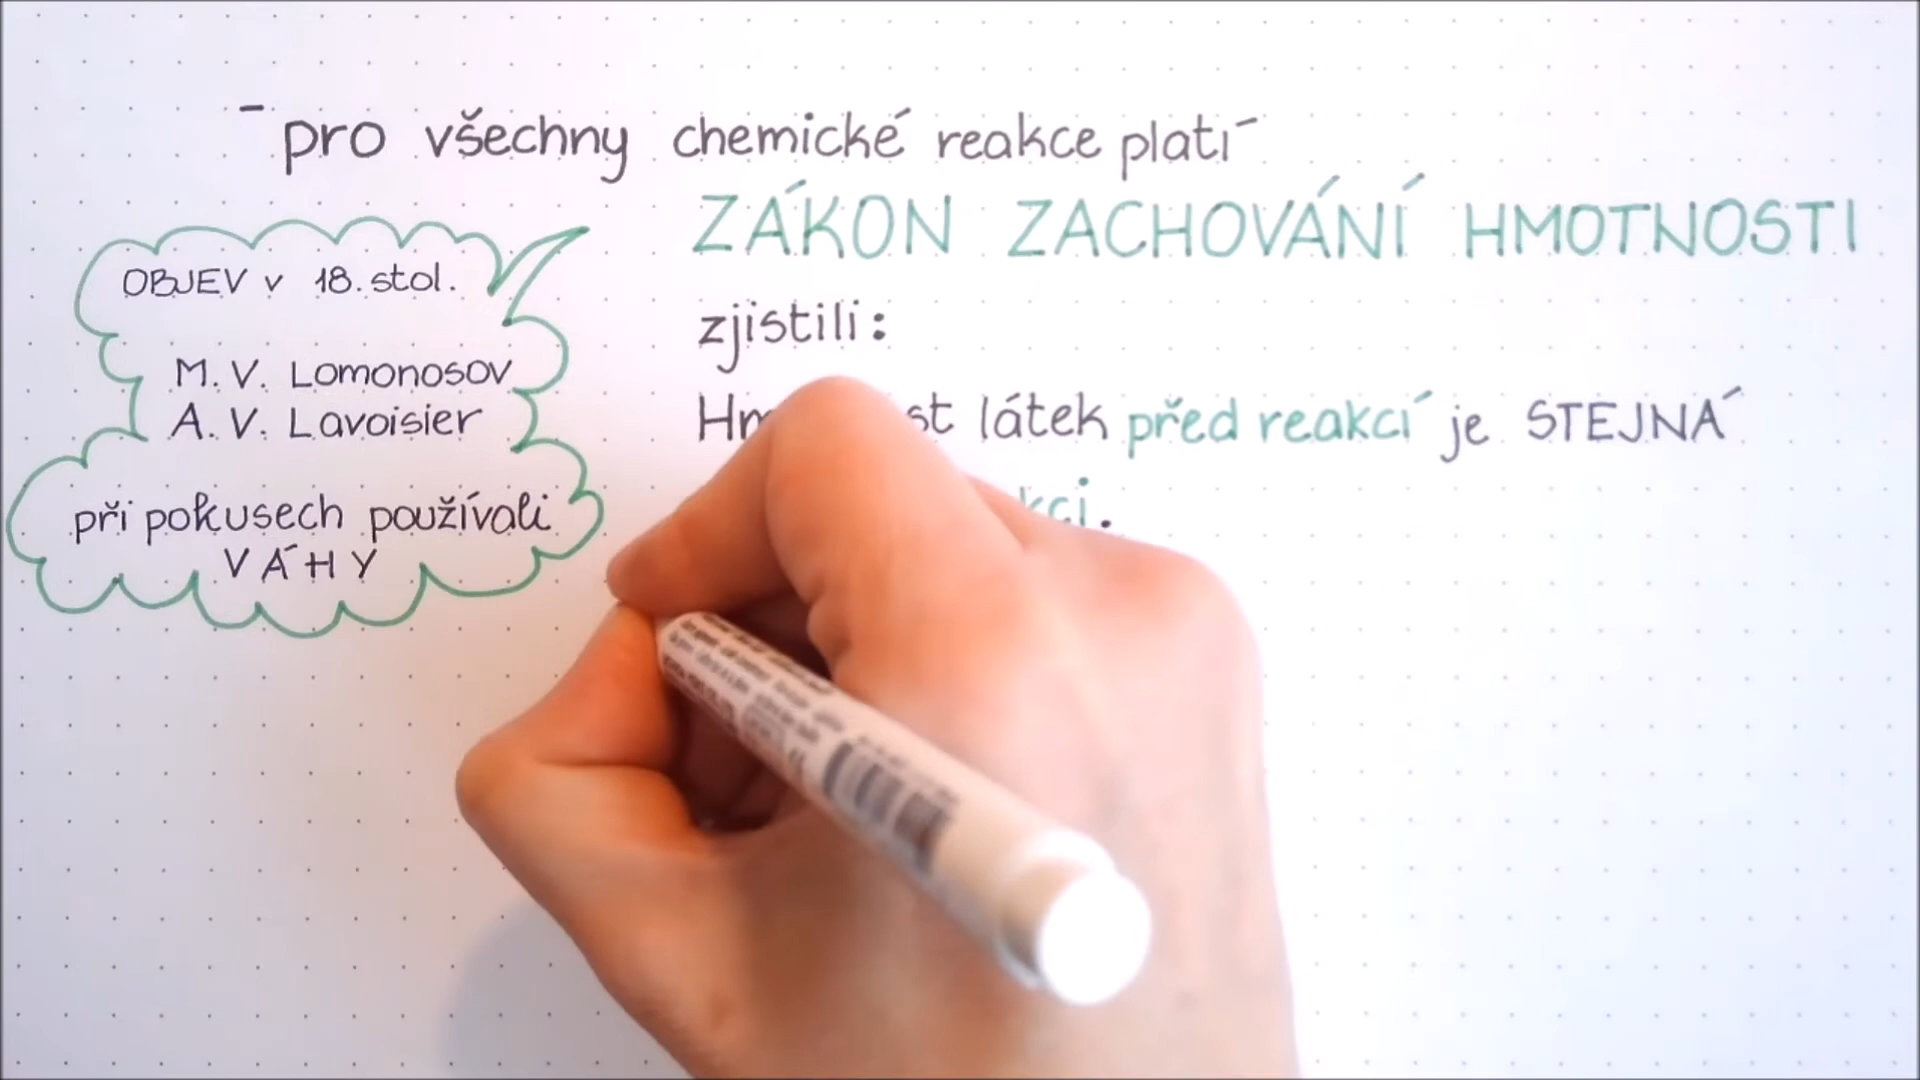 - pro všechny chemické reakce platí
ZÁKON ZACHOVÁNÍ HMOTNOSTI
OBJEV v 18. stol.
M. V. Lomonosov
A. V. Lavoisier
při pokusech používali
VÁHY
zjistili:
látek před reakcí je STEJNÁ